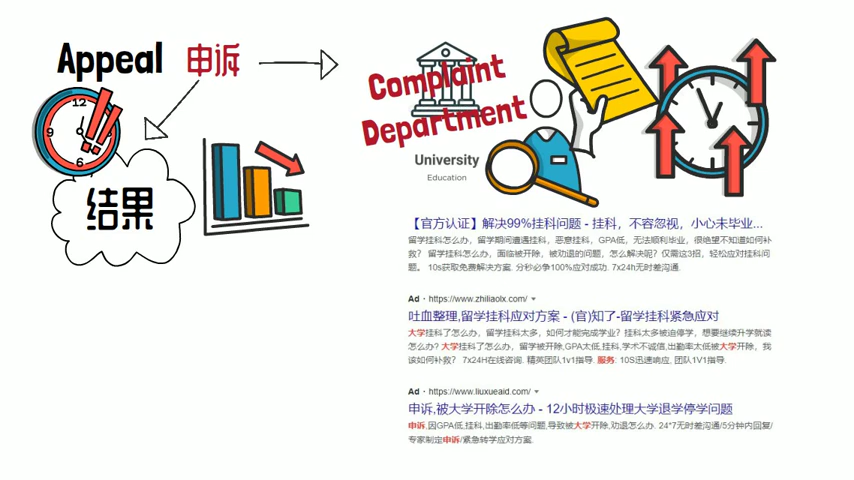 Appeal 申诉
12
9
6
结果
Complaint
Department
University
Education
【官方认证】解决99%挂科问题 - 挂科，不容忽视，小心未毕业...
留学挂科怎么办，留学期间遭遇挂科，恶意挂科，GPA低，无法顺利毕业，很绝望不知道如何补
救？ 留学挂科怎么办，面临被开除，被劝退的问题，怎么解决呢？仅需这3招，轻松应对挂科问
题。 10s获取免费解决方案. 分秒必争100%应对成功. 7x24h无时差沟通.
Ad · https://www.zhiliaolx.com/
吐血整理,留学挂科应对方案 - (官)知了-留学挂科紧急应对
大学挂科了怎么办，留学挂科太多，如何才能完成学业？挂科太多被迫停学，想要继续升学就读
怎么办? 大学挂科了怎么办，留学被开除,GPA太低,挂科,学术不诚信,出勤率太低被大学开除，我
该如何补救？ 7x24H在线咨询. 精英团队1v1指导. 服务: 10S迅速响应, 团队1V1指导.
Ad · https://www.liuxueaid.com/
申诉,被大学开除怎么办 - 12小时极速处理大学退学停学问题
申诉,因GPA低,挂科,出勤率低等问题,导致被大学开除,劝退怎么办. 24*7无时差沟通/5分钟内回复/
专家制定申诉/紧急转学应对方案.